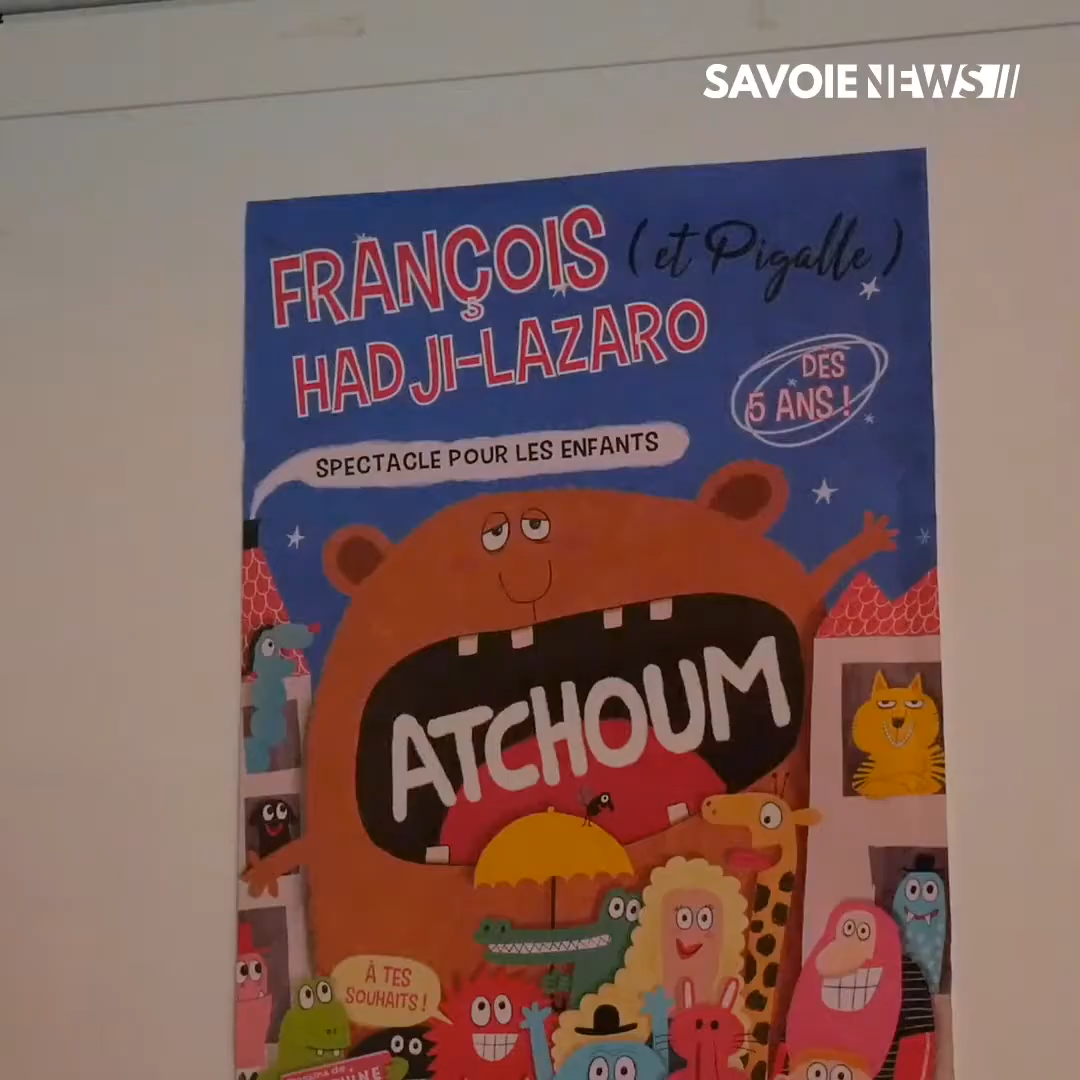 SAVOIE NEWS
FRANÇOIS (et Pigalle)
HADJI-LAZARO
DÈS
5 ANS !
SPECTACLE POUR LES ENFANTS
ATCHOUM
À TES
SOUHAITS !